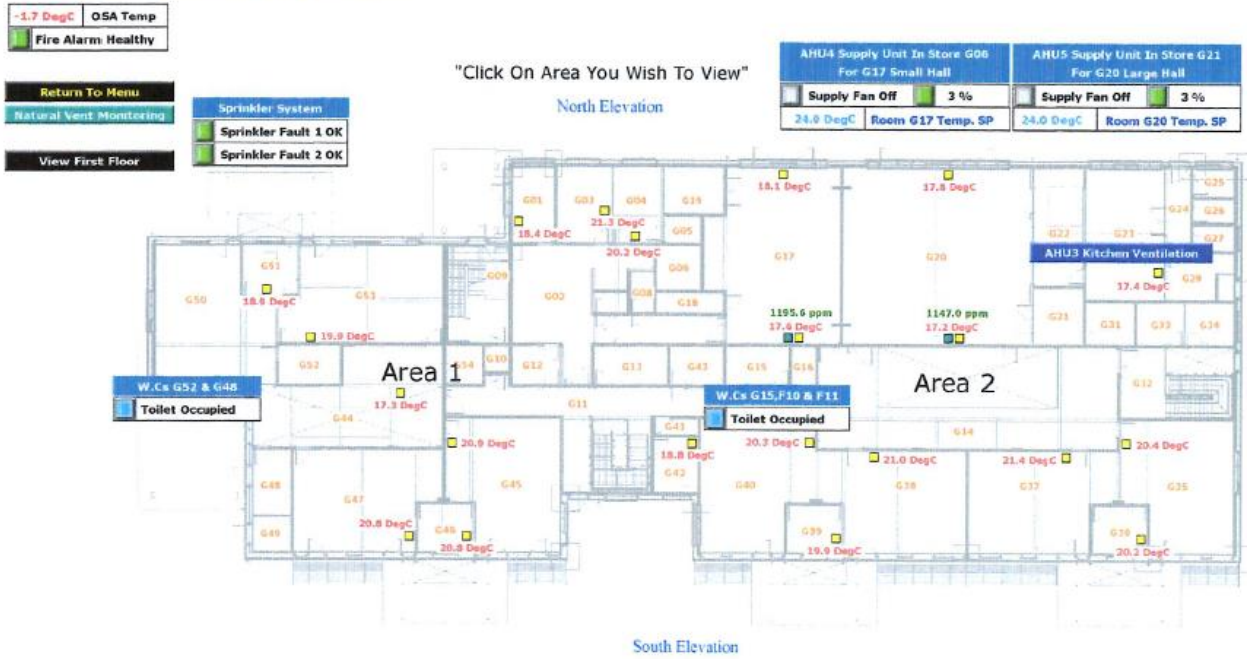 -1.7 DegC OSA Temp
Fire Alarm Healthy
Return To Menu
Natural Vent Monitoring
View First Floor
Sprinkler System
Sprinkler Fault 1 OK
Sprinkler Fault 2 OK
"Click On Area You Wish To View"
North Elevation
AHU4 Supply Unit In Store G06
For G17 Small Hall
Supply Fan Off 3 %
24.0 DegC Room G17 Temp. SP
AHU5 Supply Unit In Store G21
For G20 Large Hall
Supply Fan Off 3 %
24.0 DegC Room G20 Temp. SP
18.1 DegC
17.8 DegC
G01 G03 G04 G19
G25
G24 G26
21.3 DegC
18.4 DegC
G05
20.2 DegC
G22 G23 G27
AHU3 Kitchen Ventilation
G17 G20
G50 G51 G53 G09 G02 G08 G06
17.4 DegC
G28
18.6 DegC
G18
1195.6 ppm
17.6 DegC
1147.0 ppm
17.2 DegC
G21 G31 G33 G34
19.9 DegC
G52 G54 G10 G12 G13 G43 G15 G16
Area 1
Area 2
G12
W.Cs G52 & G48
Toilet Occupied
17.3 DegC
G44
G11
W.Cs G15,F10 & F11
Toilet Occupied
G41
G14
20.9 DegC
18.8 DegC
20.3 DegC
21.0 DegC
21.4 DegC
20.4 DegC
G48 G47 G45 G42 G40 G38 G37 G35
G49
20.8 DegC
G46
20.8 DegC
G39
19.9 DegC
20.2 DegC
South Elevation